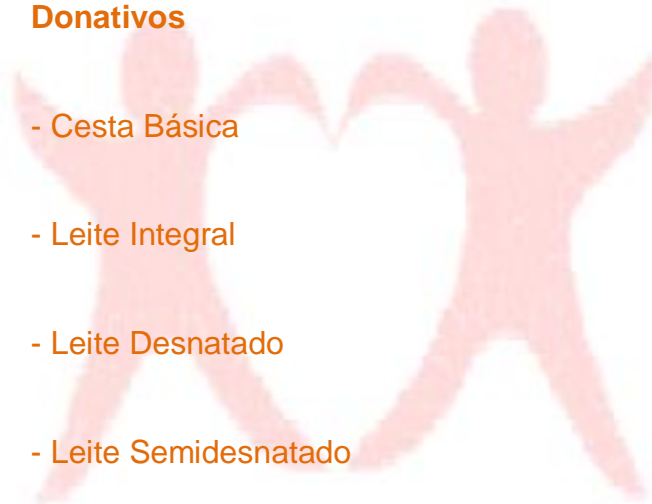 Donativos
- Cesta Básica
- Leite Integral
- Leite Desnatado
- Leite Semidesnatado